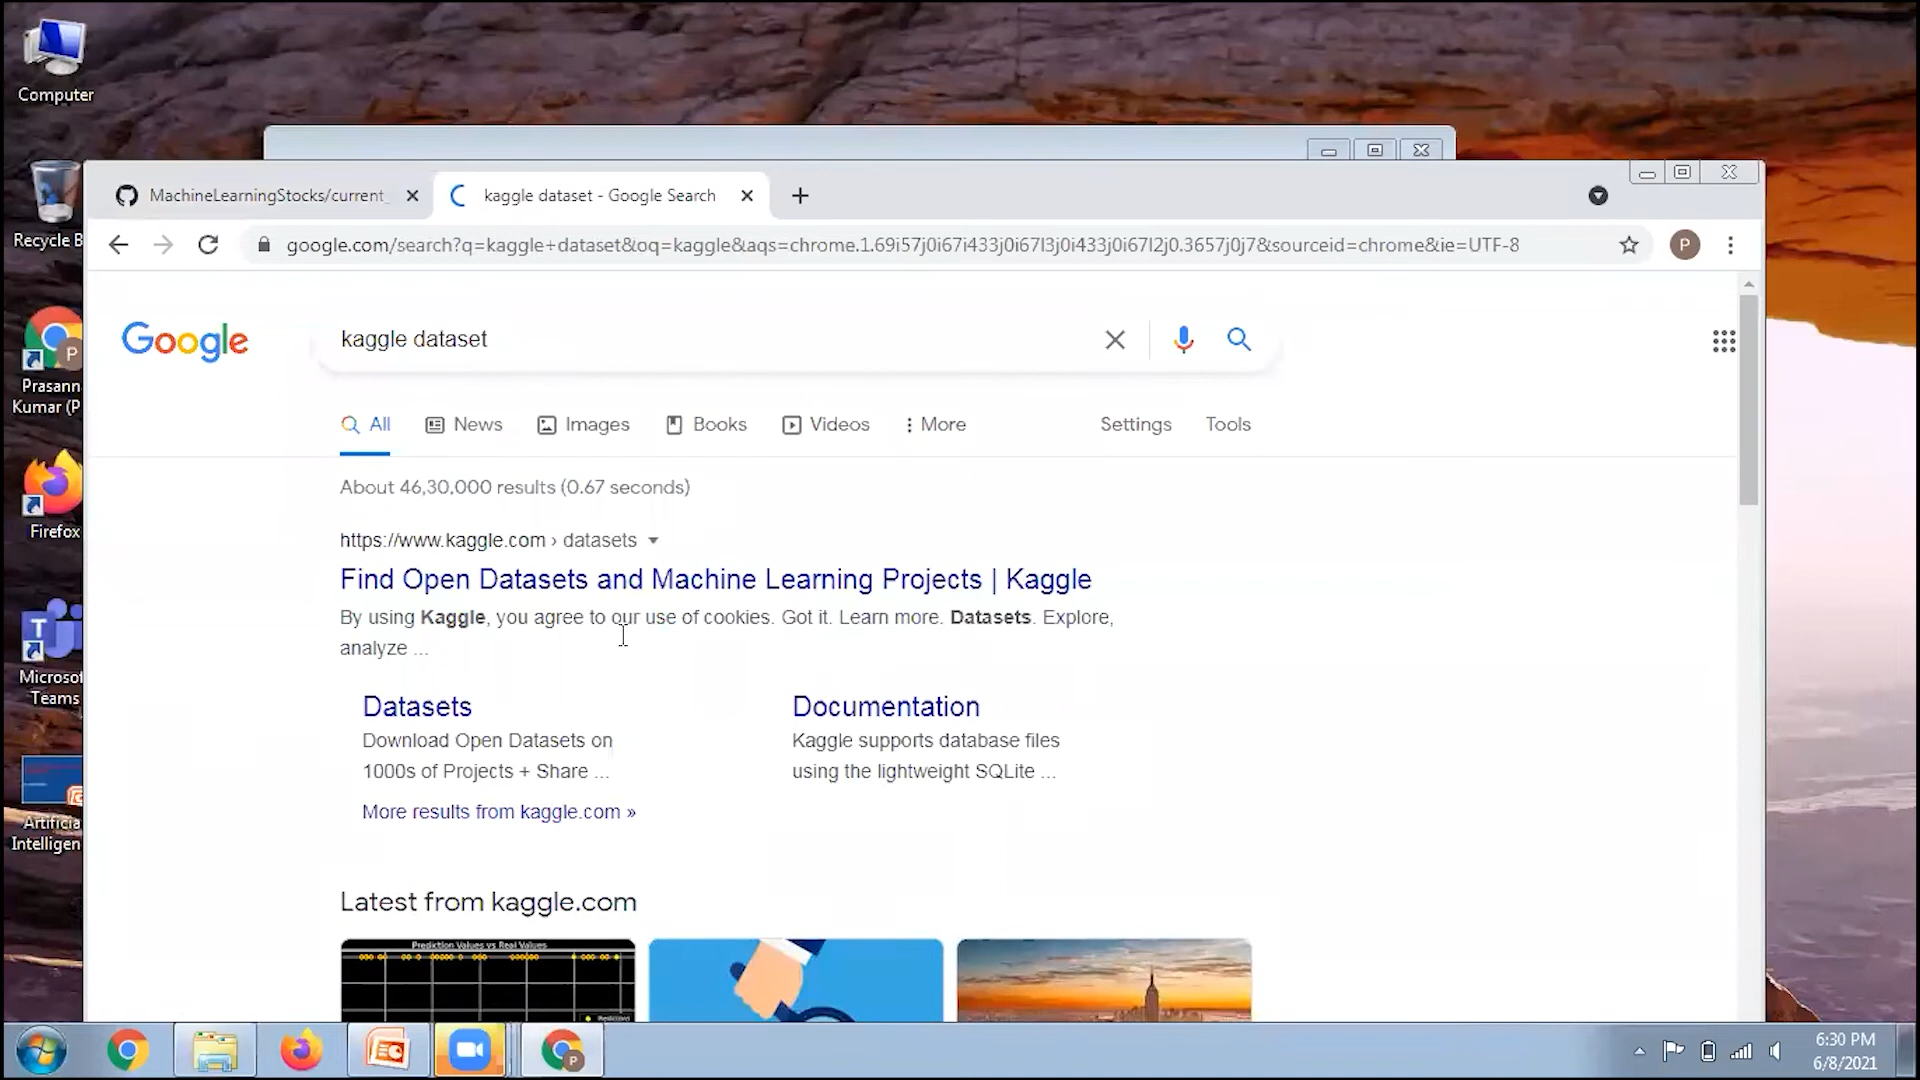 Computer
Recycle B
Prasann
Kumar (P
P
Firefox
T
Microsof
Teams
Artificia
Intelligen
MachineLearningStocks/current_
kaggle dataset - Google Search
google.com/search?q=kaggle+dataset&oq=kaggle&aqs=chrome.1.69i57j0i67i433j0i67l3j0i433j0i67l2j0.3657j0j7&sourceid=chrome&ie=UTF-8
P
Google
kaggle dataset
All
News
Images
Books
Videos
More
Settings
Tools
About 46,30,000 results (0.67 seconds)
https://www.kaggle.com › datasets
Find Open Datasets and Machine Learning Projects | Kaggle
By using Kaggle, you agree to our use of cookies. Got it. Learn more. Datasets. Explore,
analyze ...
Datasets
Download Open Datasets on
1000s of Projects + Share ...
Documentation
Kaggle supports database files
using the lightweight SQLite ...
More results from kaggle.com »
Latest from kaggle.com
Prediction Values vs Real Values
P
6:30 PM
6/8/2021